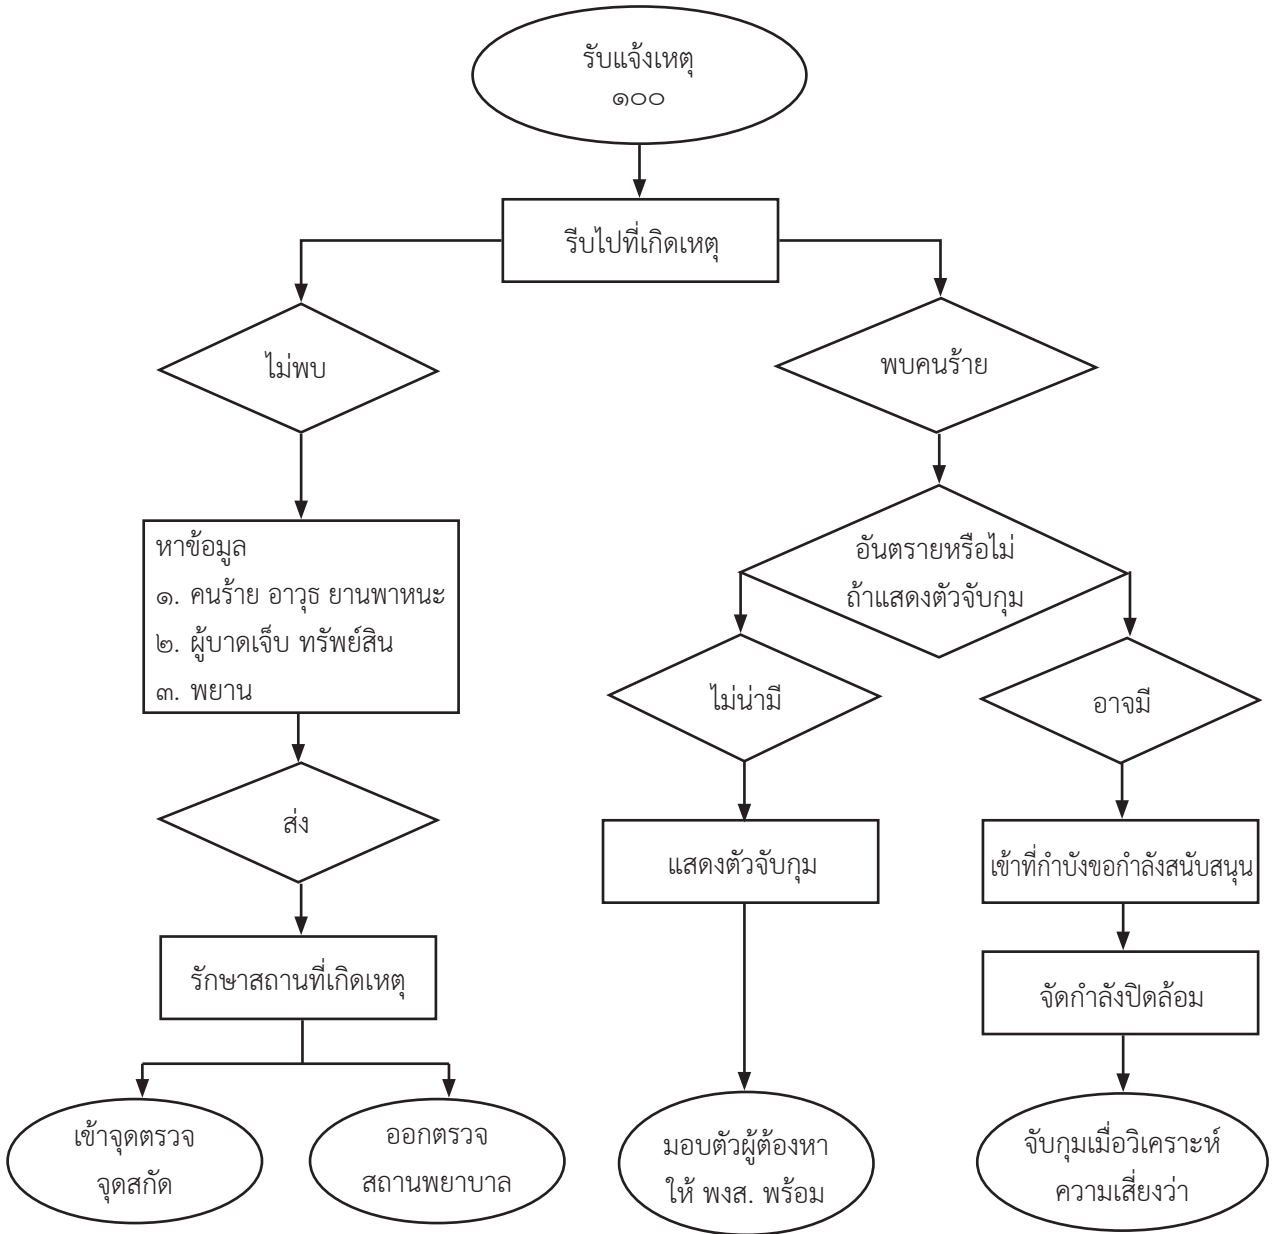 รับแจ้งเหตุ
๑๐๐
รีบไปที่เกิดเหตุ
ไม่พบ
พบคนร้าย
หาข้อมูล
๑. คนร้าย อาวุธ ยานพาหนะ
๒. ผู้บาดเจ็บ ทรัพย์สิน
๓. พยาน
อันตรายหรือไม่
ถ้าแสดงตัวจับกุม
ไม่น่ามี
อาจมี
ส่ง
แสดงตัวจับกุม
เข้าที่กำบังขอกำลังสนับสนุน
รักษาสถานที่เกิดเหตุ
จัดกำลังปิดล้อม
เข้าจุดตรวจ
จุดสกัด
ออกตรวจ
สถานพยาบาล
มอบตัวผู้ต้องหา
ให้ พงส. พร้อม
จับกุมเมื่อวิเคราะห์
ความเสี่ยงว่า